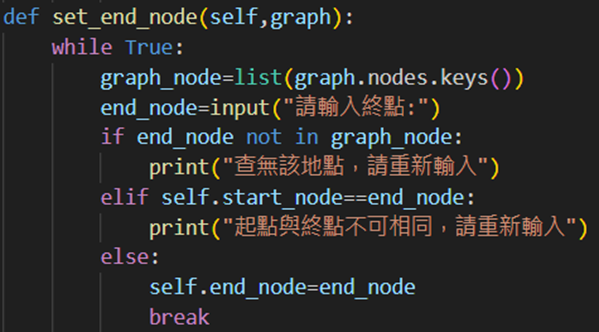 def set_end_node(self,graph):
    while True:
        graph_node=list(graph.nodes.keys())
        end_node=input("請輸入終點:")
        if end_node not in graph_node:
            print("查無該地點，請重新輸入")
        elif self.start_node==end_node:
            print("起點與終點不可相同，請重新輸入")
        else:
            self.end_node=end_node
            break